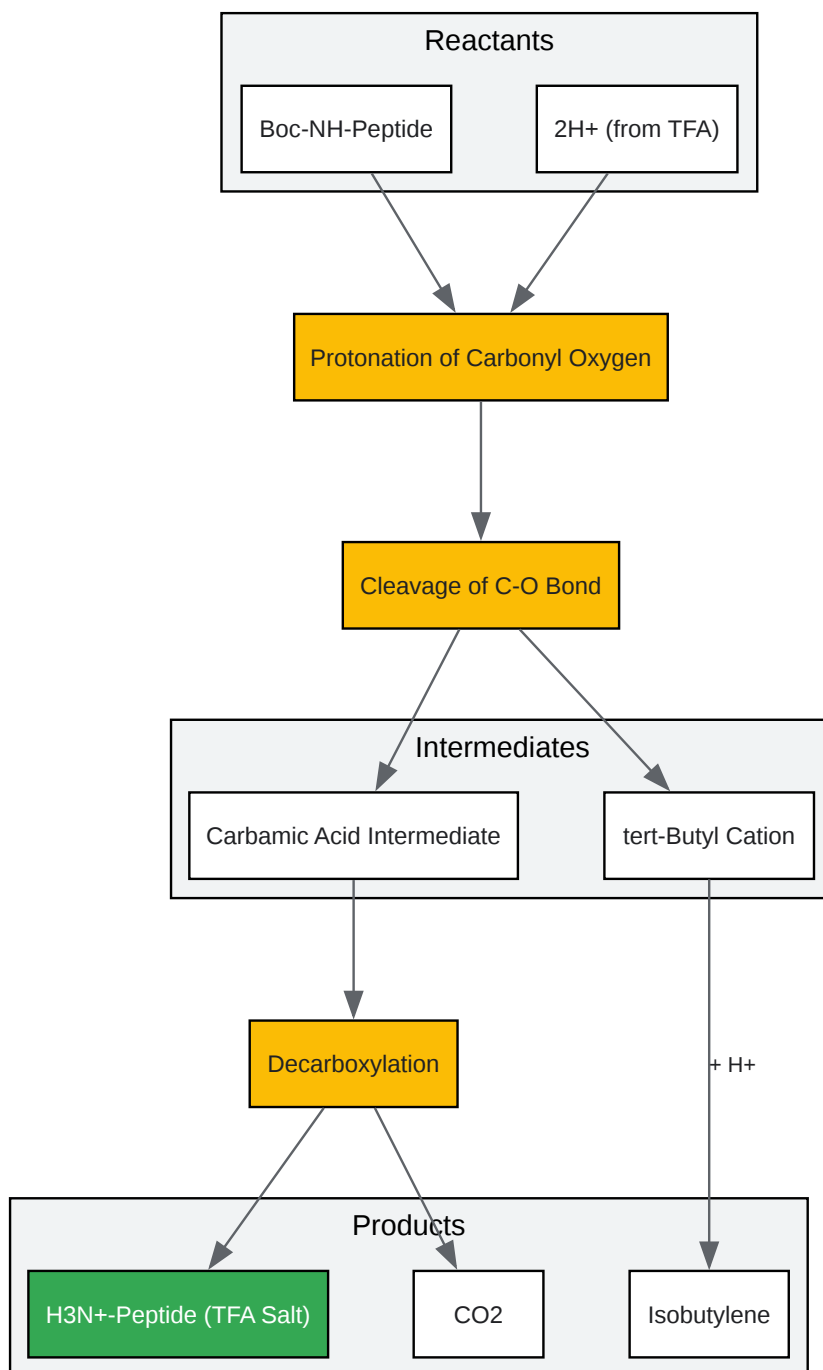 Reactants
Boc-NH-Peptide
2H+ (from TFA)
Protonation of Carbonyl Oxygen
Cleavage of C-O Bond
Intermediates
Carbamic Acid Intermediate
tert-Butyl Cation
Decarboxylation
+ H+
Products
H3N+-Peptide (TFA Salt)
CO2
Isobutylene